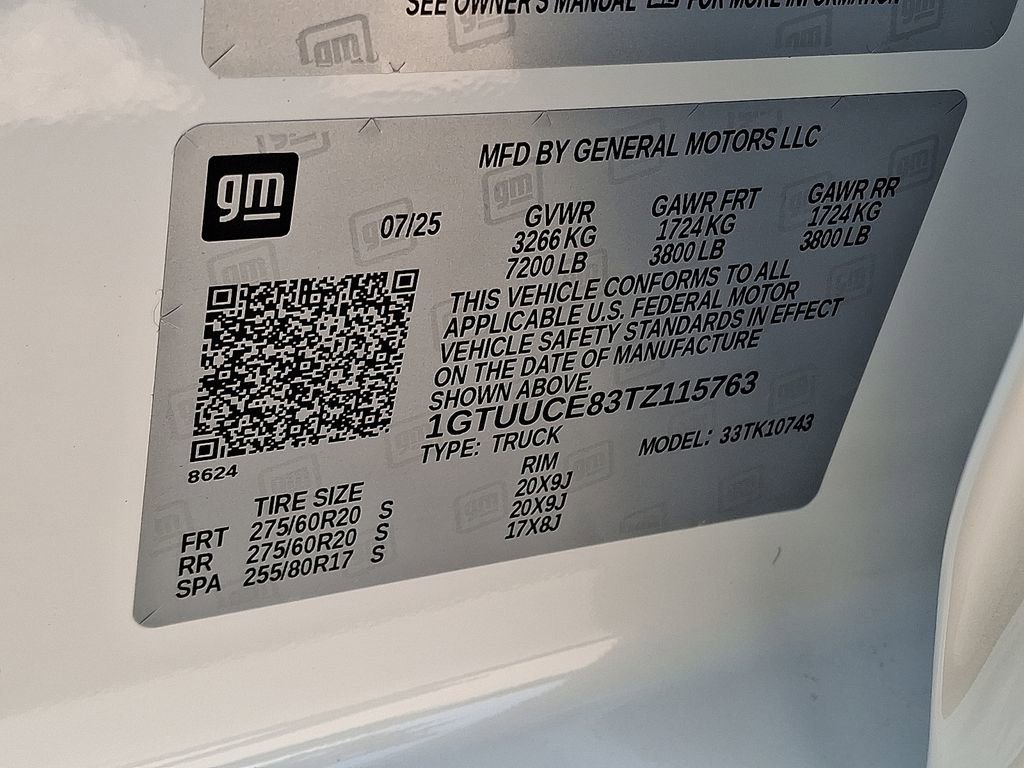 SEE OWNER'S MANUAL FOR MORE INFORMATION
gm
MFD BY GENERAL MOTORS LLC
07/25
GVWR GAWR FRT GAWR RR
3266 KG 1724 KG 1724 KG
7200 LB 3800 LB 3800 LB
THIS VEHICLE CONFORMS TO ALL
APPLICABLE U.S. FEDERAL MOTOR
VEHICLE SAFETY STANDARDS IN EFFECT
ON THE DATE OF MANUFACTURE
SHOWN ABOVE.
1GTUUCE83TZ115763
TYPE: TRUCK MODEL: 33TK10743
8624
TIRE SIZE RIM
FRT 275/60R20 S 20X9J
RR 275/60R20 S 20X9J
SPA 255/80R17 S 17X8J